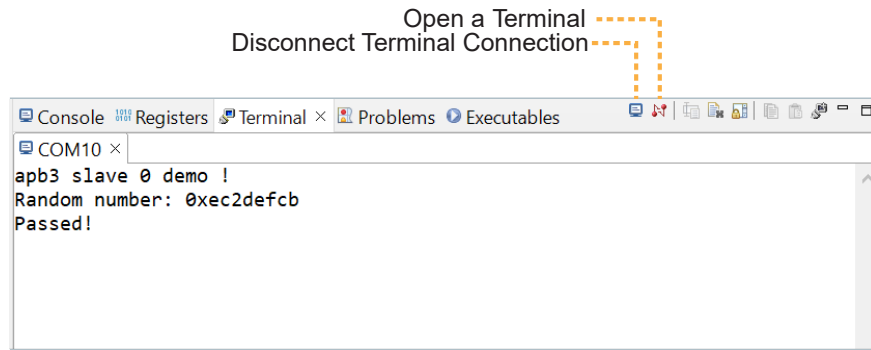 Open a Terminal
Disconnect Terminal Connection
Console Registers Terminal Problems Executables
COM10
apb3 slave 0 demo !
Random number: 0xec2defcb
Passed!